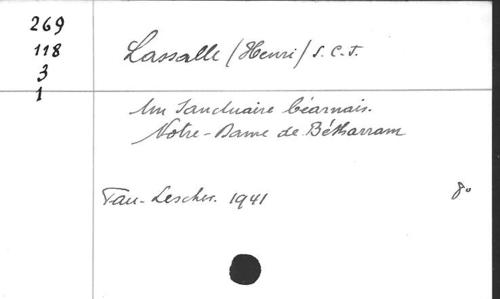 269
118
3
1
Lassalle (Henri) S.C.J.
Un Sanctuaire béarnais.
Notre-Dame de Bétharram
Pau - Lescher. 1941
8°